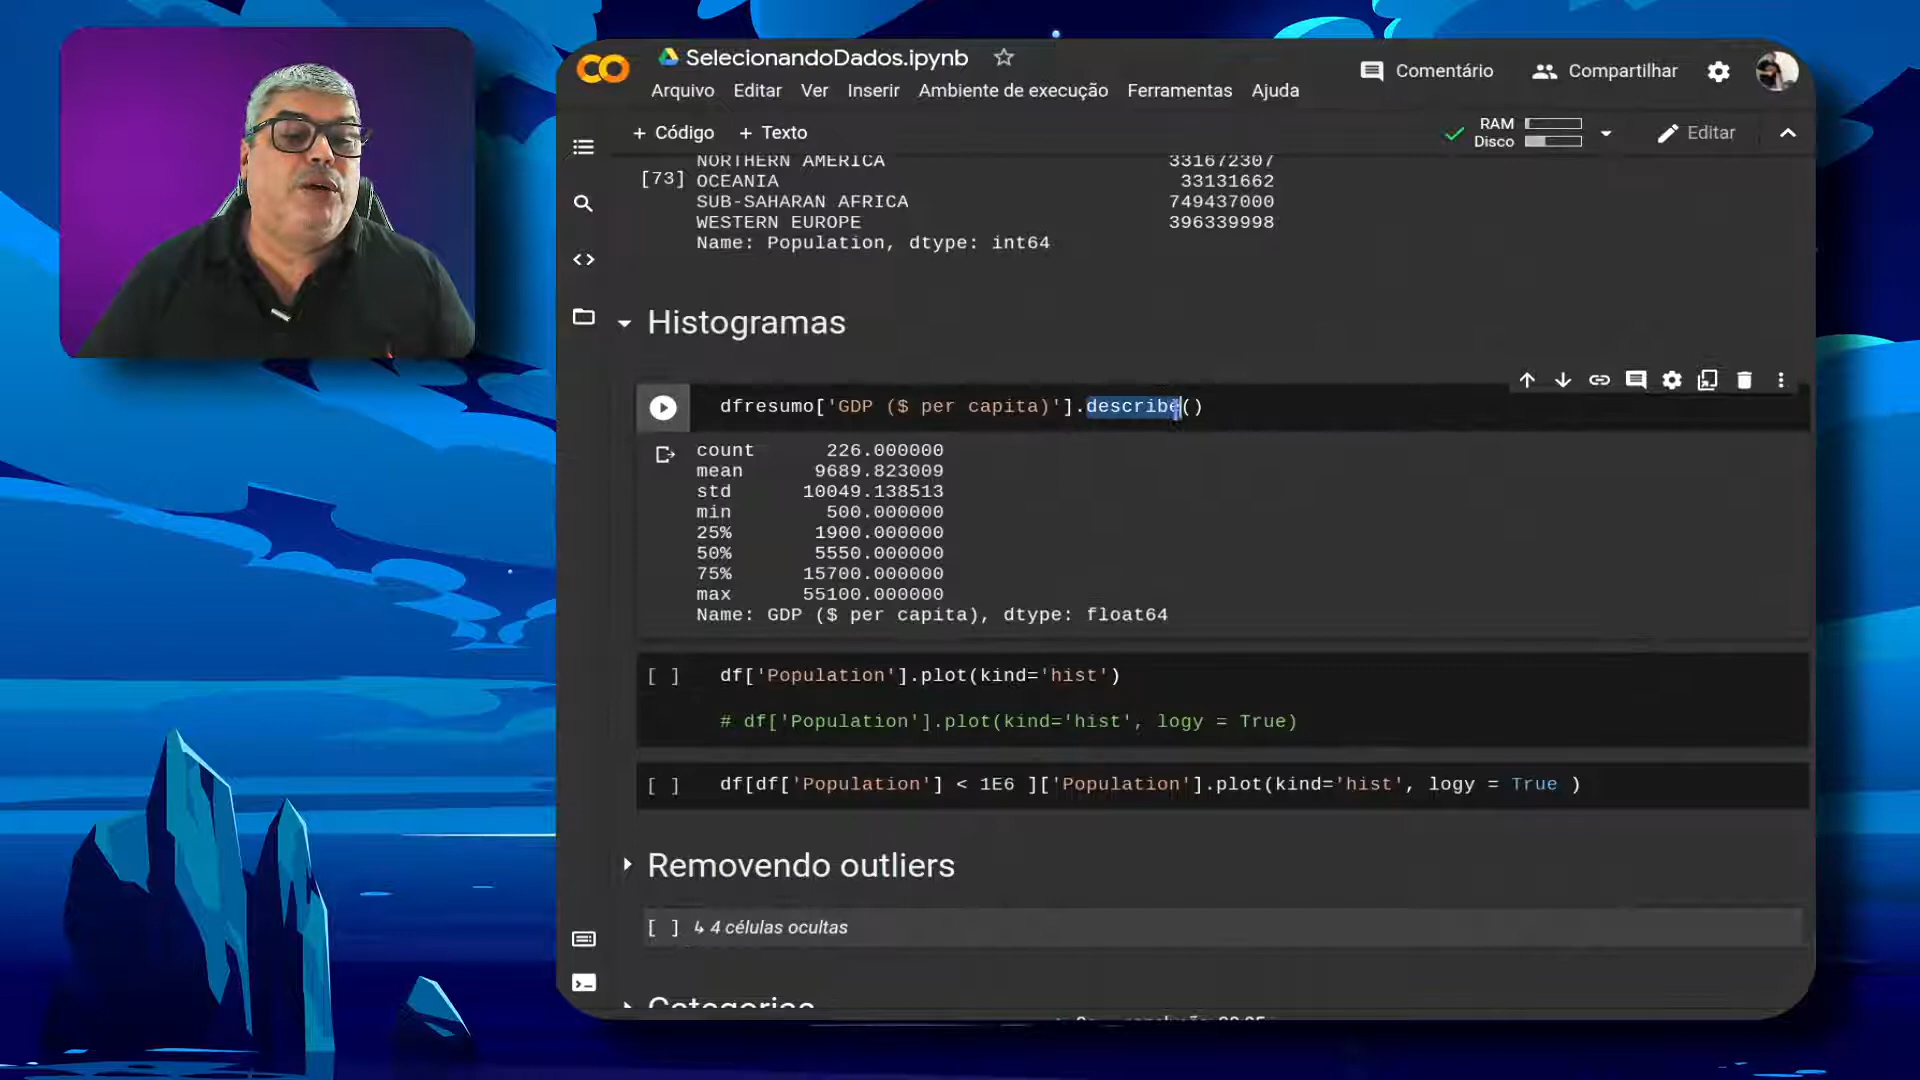 SelecionandoDados.ipynb
Comentário
Compartilhar
Arquivo Editar Ver Inserir Ambiente de execução Ferramentas Ajuda
+ Código + Texto
RAM
Disco
Editar
NORTHERN AMERICA 331672307
[73] OCEANIA 33131662
SUB-SAHARAN AFRICA 749437000
WESTERN EUROPE 396339998
Name: Population, dtype: int64
Histogramas
dfresumo['GDP ($ per capita)'].describe()
count 226.000000
mean 9689.823009
std 10049.138513
min 500.000000
25% 1900.000000
50% 5550.000000
75% 15700.000000
max 55100.000000
Name: GDP ($ per capita), dtype: float64
[ ] df['Population'].plot(kind='hist')
# df['Population'].plot(kind='hist', logy = True)
[ ] df[df['Population'] < 1E6 ]['Population'].plot(kind='hist', logy = True )
Removendo outliers
[ ] ↳ 4 células ocultas